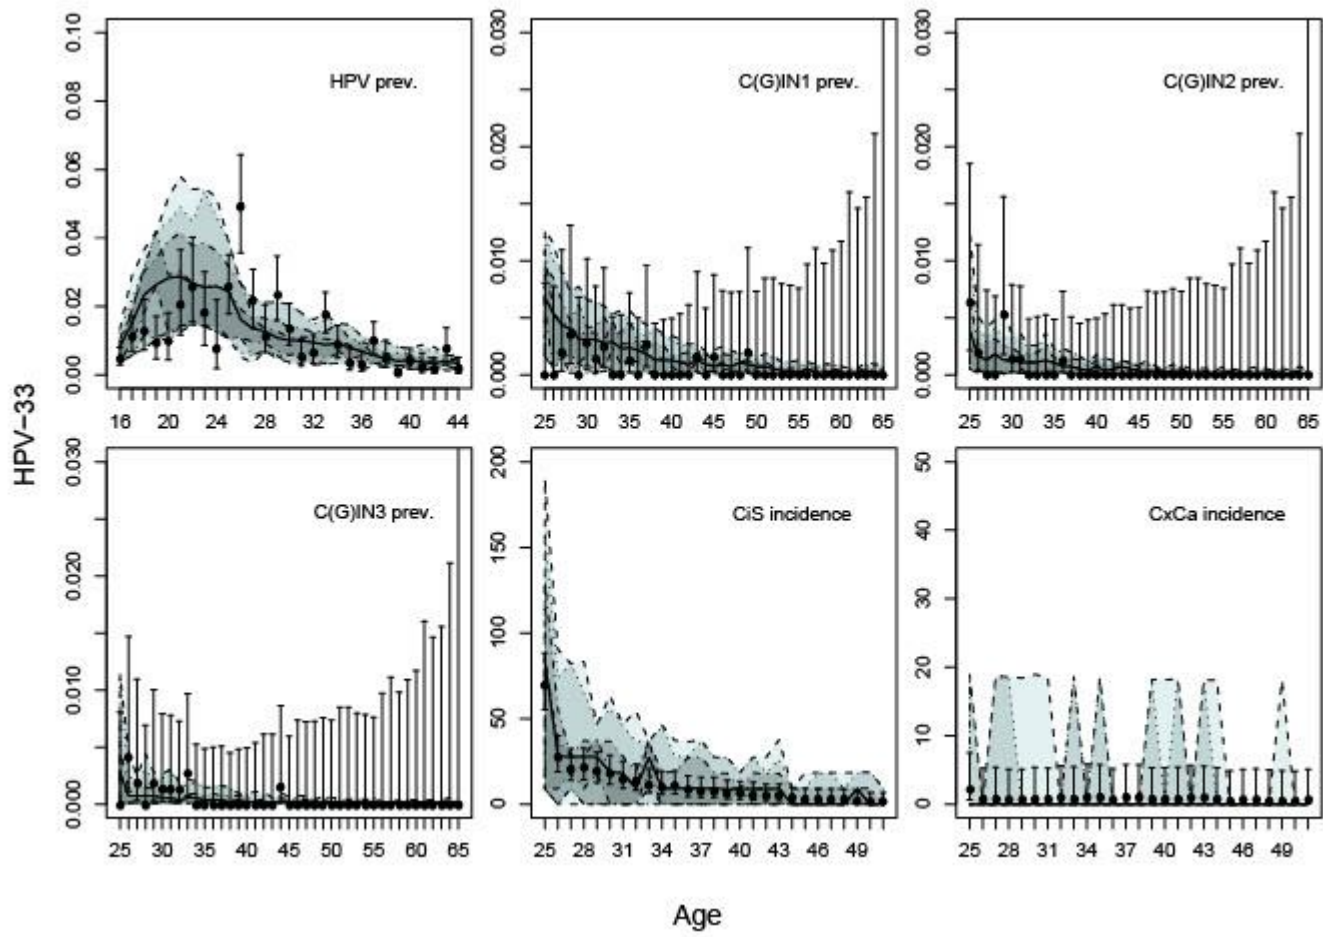 HPV-33
0.10
0.08
0.06
0.04
0.02
0.00
HPV prev.
16 20 24 28 32 36 40 44
0.030
0.020
0.010
0.000
C(G)IN1 prev.
25 30 35 40 45 50 55 60 65
0.030
0.020
0.010
0.000
C(G)IN2 prev.
25 30 35 40 45 50 55 60 65
0.030
0.020
0.010
0.000
C(G)IN3 prev.
25 30 35 40 45 50 55 60 65
200
150
100
50
0
CiS incidence
25 28 31 34 37 40 43 46 49
50
40
30
20
10
0
CxCa incidence
25 28 31 34 37 40 43 46 49
Age